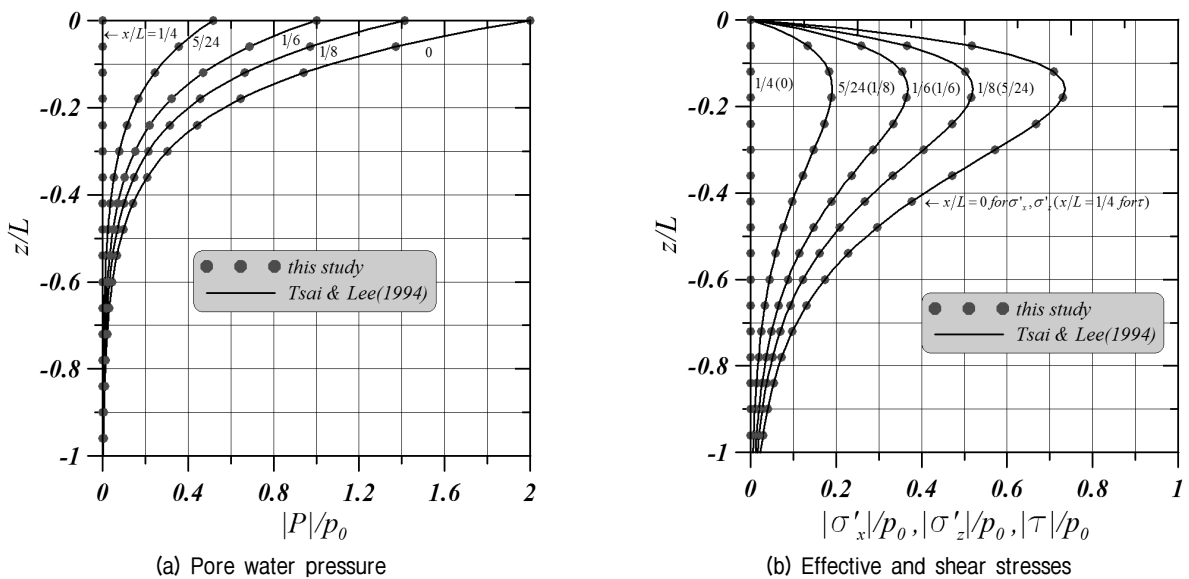 0
-0.2
-0.4
-0.6
-0.8
-1
z/L
← x/L=1/4
5/24
1/6
1/8
0
this study
Tsai & Lee(1994)
0 0.4 0.8 1.2 1.6 2
|P|/p₀
(a) Pore water pressure
0
-0.2
-0.4
-0.6
-0.8
-1
z/L
1/4(0) 5/24(1/8) 1/6(1/6) 1/8(5/24)
← x/L=0 for σ'ₓ, σ'_z (x/L=1/4 for τ)
this study
Tsai & Lee(1994)
0 0.2 0.4 0.6 0.8 1
|σ'ₓ|/p₀, |σ'_z|/p₀, |τ|/p₀
(b) Effective and shear stresses